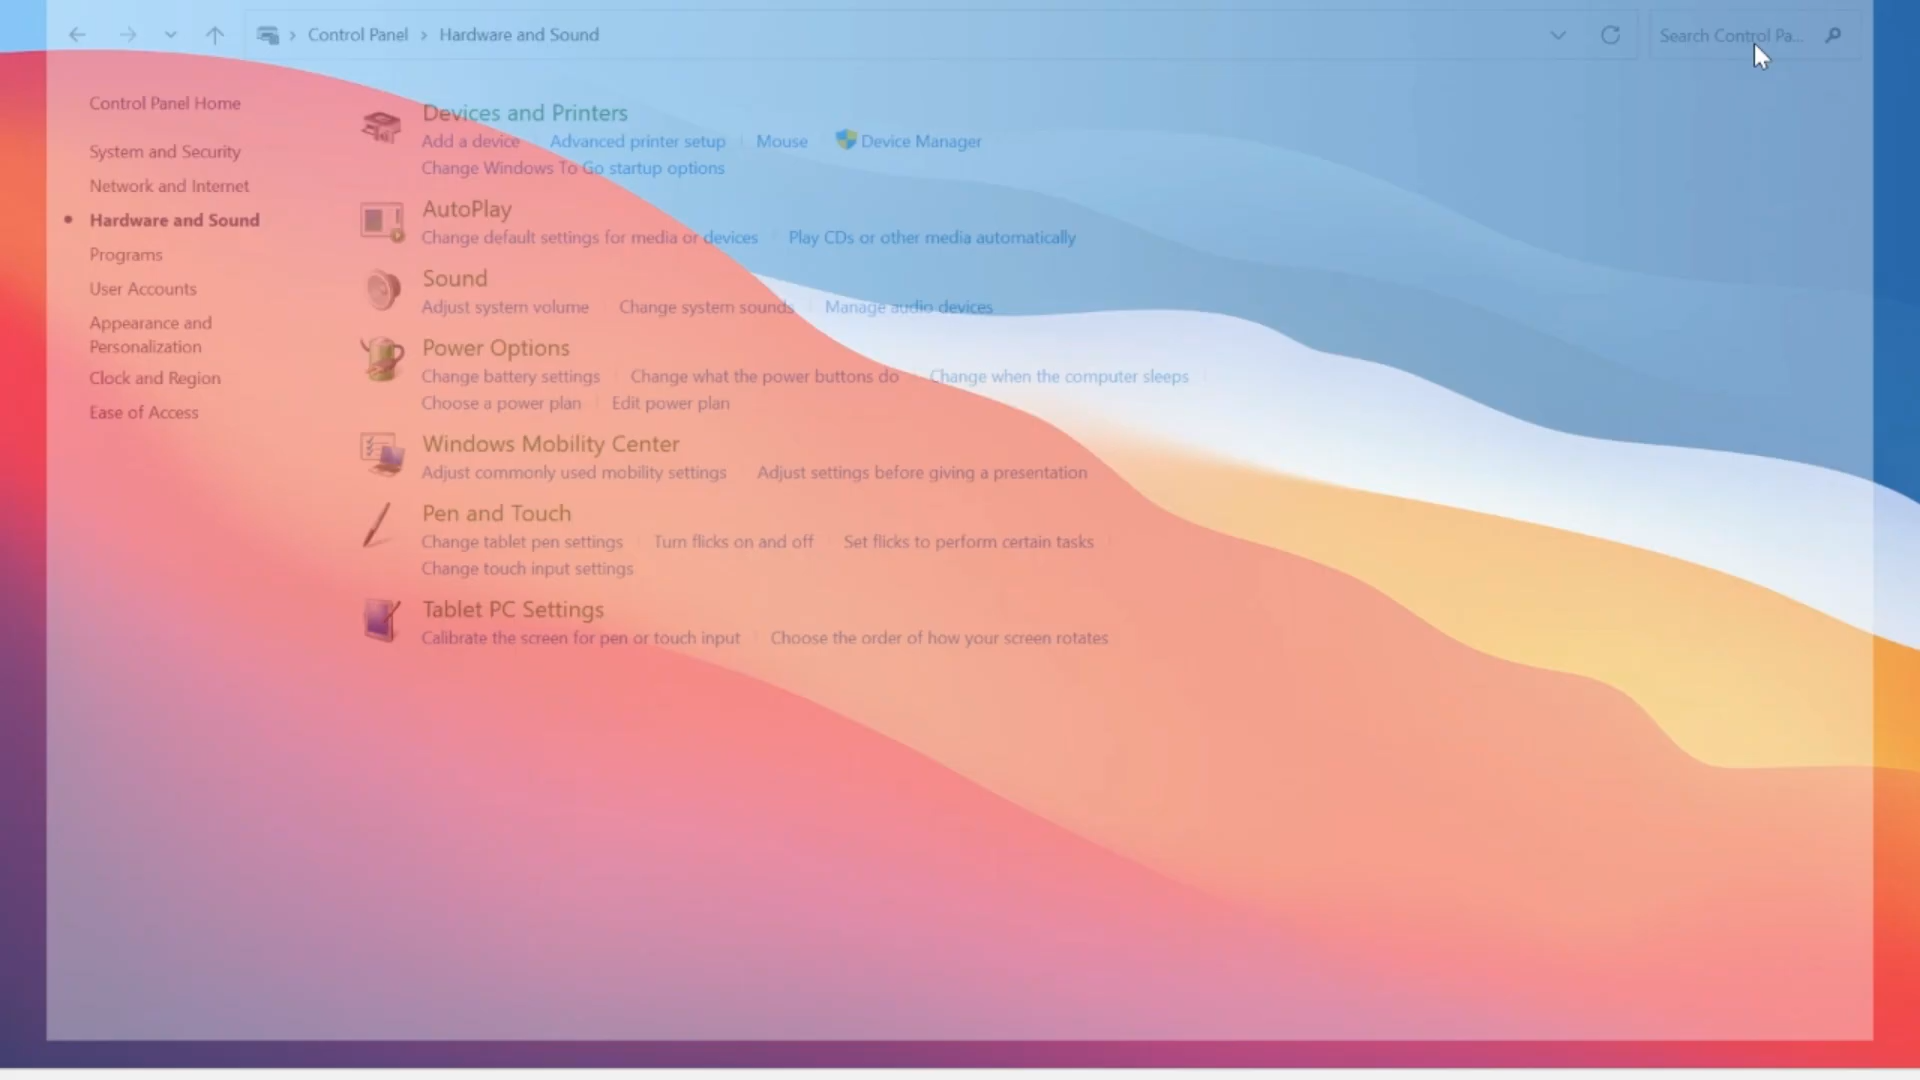 Control Panel > Hardware and Sound
Search Control Pa...
Control Panel Home
System and Security
Network and Internet
Hardware and Sound
Programs
User Accounts
Appearance and
Personalization
Clock and Region
Ease of Access
Devices and Printers
Add a device
Advanced printer setup
Mouse
Device Manager
Change Windows To Go startup options
AutoPlay
Change default settings for media or devices
Play CDs or other media automatically
Sound
Adjust system volume
Change system sounds
Manage audio devices
Power Options
Change battery settings
Change what the power buttons do
Change when the computer sleeps
Choose a power plan
Edit power plan
Windows Mobility Center
Adjust commonly used mobility settings
Adjust settings before giving a presentation
Pen and Touch
Change tablet pen settings
Turn flicks on and off
Set flicks to perform certain tasks
Change touch input settings
Tablet PC Settings
Calibrate the screen for pen or touch input
Choose the order of how your screen rotates